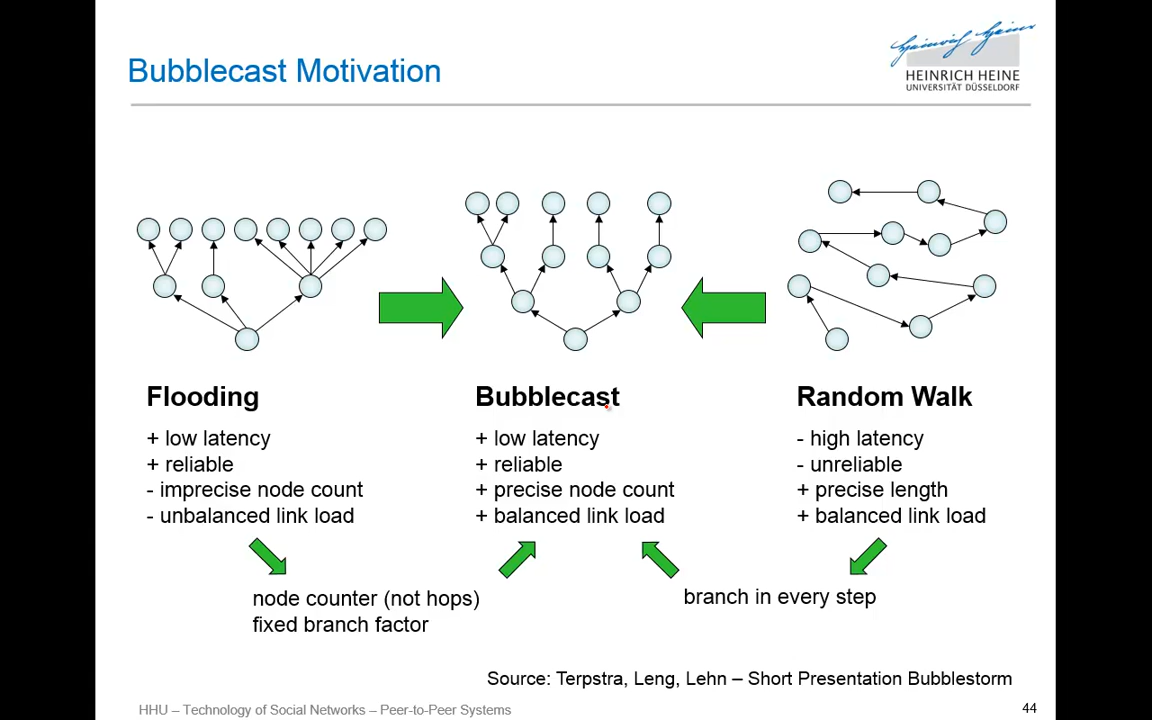 Bubblecast Motivation
Heinrich Heine
HEINRICH HEINE
UNIVERSITÄT DÜSSELDORF
Flooding
+ low latency
+ reliable
- imprecise node count
- unbalanced link load
Bubblecast
+ low latency
+ reliable
+ precise node count
+ balanced link load
Random Walk
- high latency
- unreliable
+ precise length
+ balanced link load
node counter (not hops)
fixed branch factor
branch in every step
Source: Terpstra, Leng, Lehn – Short Presentation Bubblestorm
HHU – Technology of Social Networks – Peer-to-Peer Systems
44